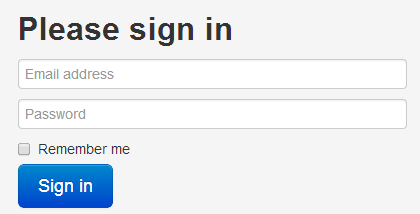 Please sign in
Email address
Password
Remember me
Sign in